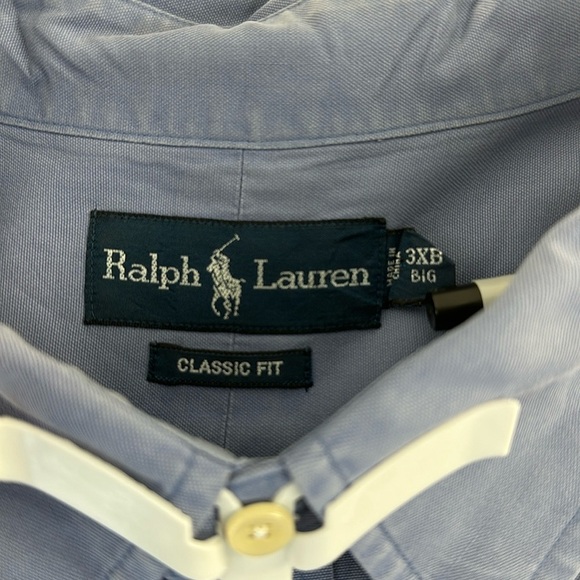 Ralph Lauren
MADE IN
CHINA
3XB
BIG
CLASSIC FIT